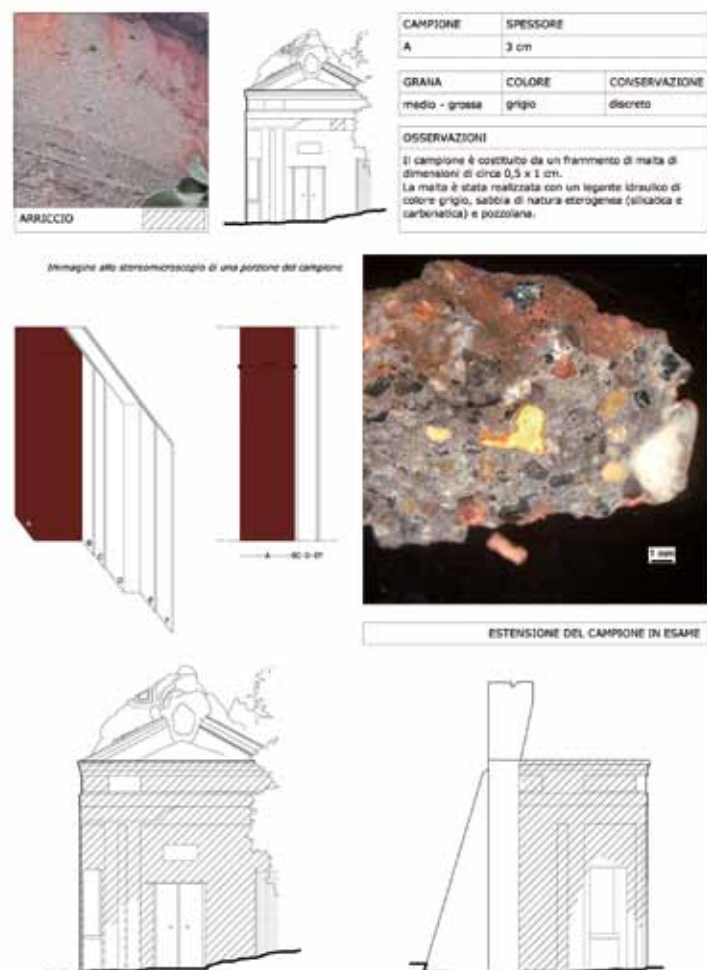 CAMPIONE SPESSORE
A 3 cm
GRANA COLORE CONSERVAZIONE
medio - grossa grigio discreto
OSSERVAZIONI
Il campione è costituito da un frammento di malta di
dimensioni di circa 0,5 x 1 cm.
La malta è stata realizzata con un legante idraulico di
colore grigio, sabbia di natura eterogenea (silicatica e
carbonatica) e pozzolana.
ARRICCIO
Immagine allo stereomicroscopio di una porzione del campione
A
B
C
D
E
F
A BC-D-EF
1 mm
ESTENSIONE DEL CAMPIONE IN ESAME